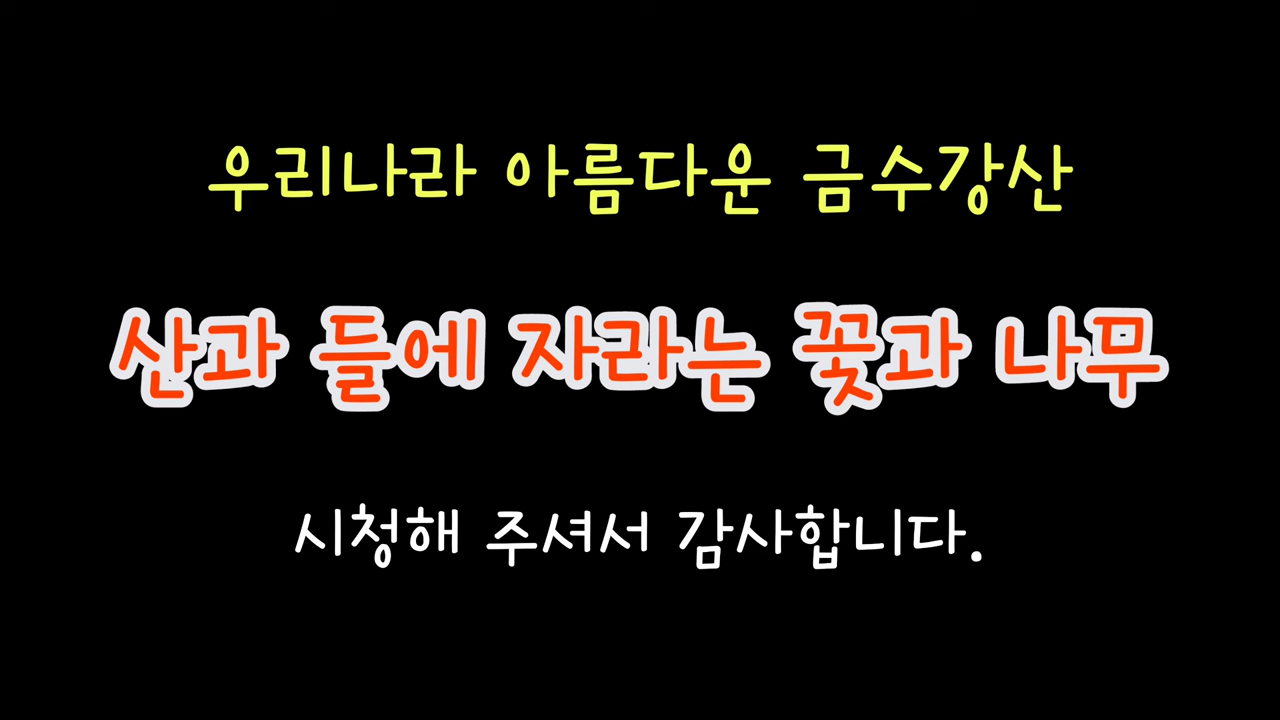 우리나라 아름다운 금수강산
산과 들에 자라는 꽃과 나무
시청해 주셔서 감사합니다.